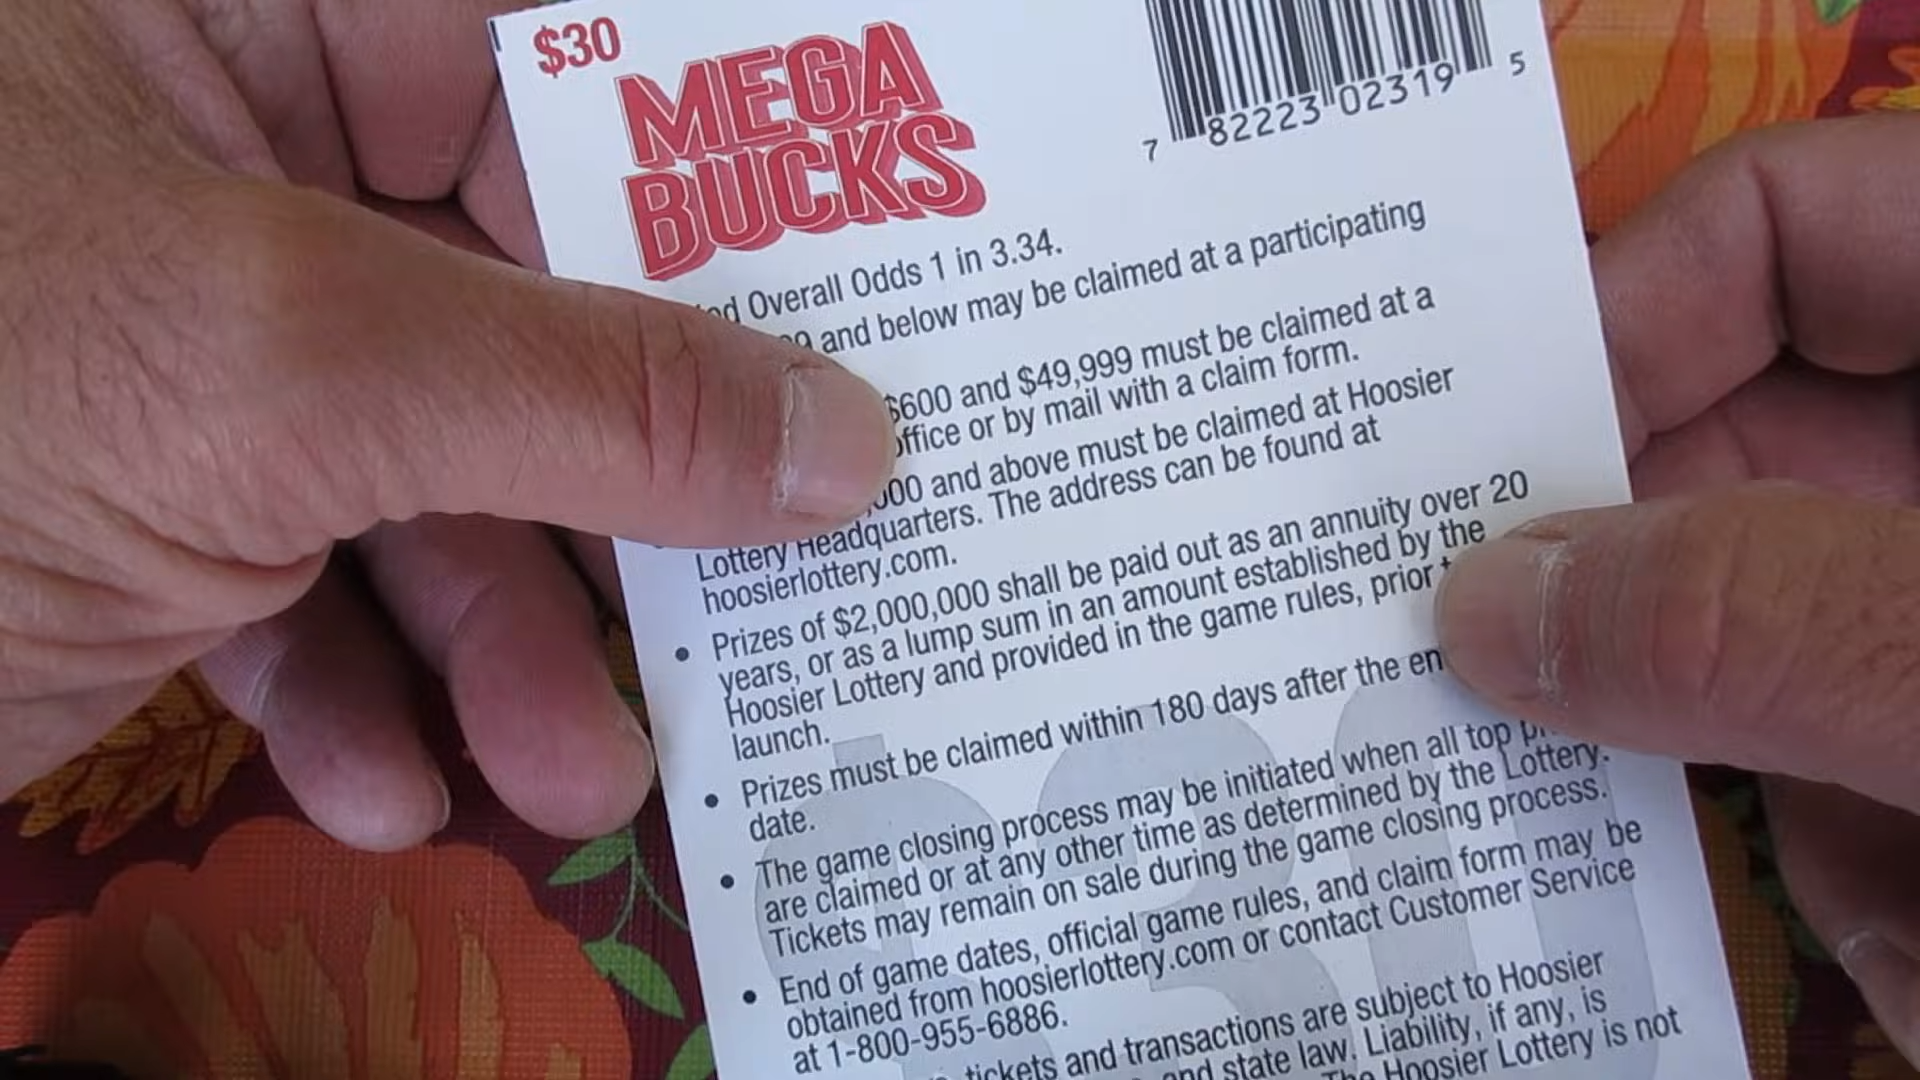 $30
MEGA
BUCKS
7 82223 02319 5
Overall Odds 1 in 3.34.
and below may be claimed at a participating
$600 and $49,999 must be claimed at a
office or by mail with a claim form.
000 and above must be claimed at Hoosier
Lottery Headquarters. The address can be found at
hoosierlottery.com.
• Prizes of $2,000,000 shall be paid out as an annuity over 20
years, or as a lump sum in an amount established by the
Hoosier Lottery and provided in the game rules, prior
launch.
• Prizes must be claimed within 180 days after the en
date.
• The game closing process may be initiated when all top
are claimed or at any other time as determined by the Lottery.
Tickets may remain on sale during the game closing process.
• End of game dates, official game rules, and claim form may be
obtained from hoosierlottery.com or contact Customer Service
at 1-800-955-6886.
tickets and transactions are subject to Hoosier
and state law. Liability, if any, is
The Hoosier Lottery is not